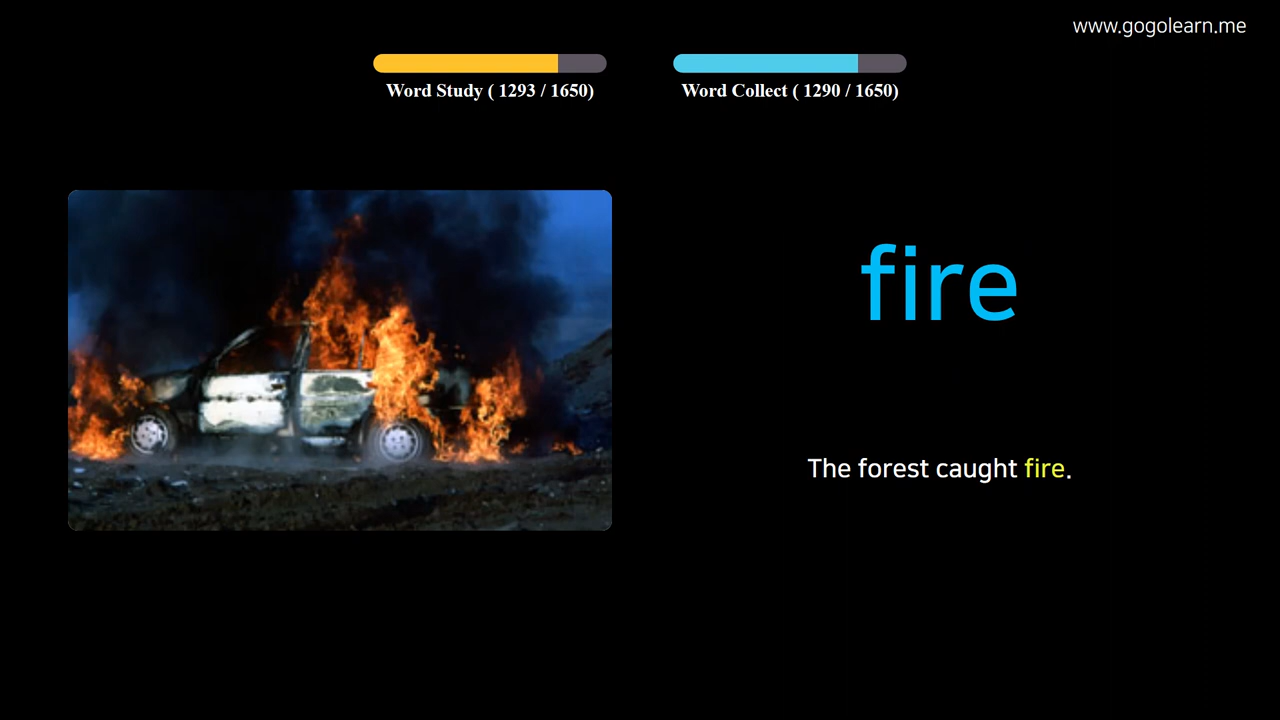 www.gogolearn.me
Word Study ( 1293 / 1650)
Word Collect ( 1290 / 1650)
fire
The forest caught fire.